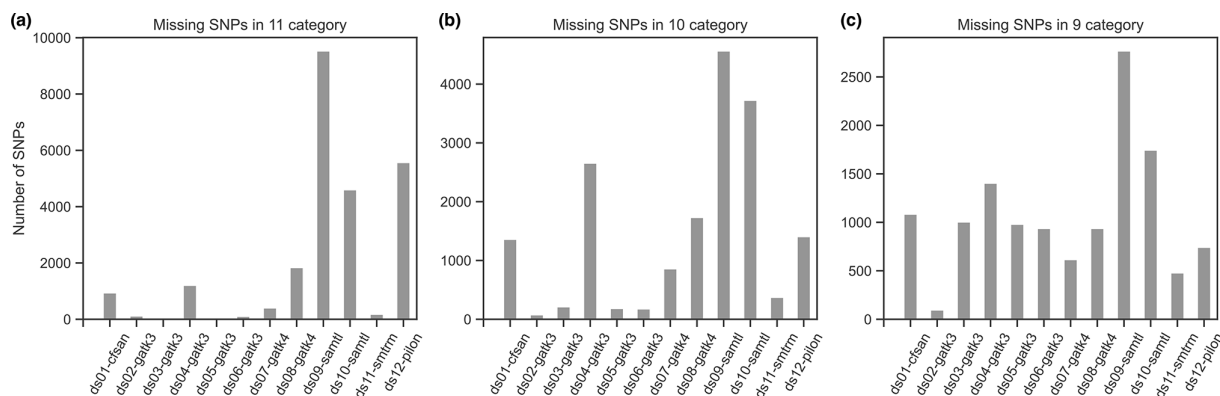 (a)
Missing SNPs in 11 category
Number of SNPs
10000
8000
6000
4000
2000
0
ds01-cfsan
ds02-gatk3
ds03-gatk3
ds04-gatk3
ds05-gatk3
ds06-gatk3
ds07-gatk4
ds08-gatk4
ds09-samtl
ds10-samtl
ds11-smtrm
ds12-pilon
(b)
Missing SNPs in 10 category
4000
3000
2000
1000
0
ds01-cfsan
ds02-gatk3
ds03-gatk3
ds04-gatk3
ds05-gatk3
ds06-gatk3
ds07-gatk4
ds08-gatk4
ds09-samtl
ds10-samtl
ds11-smtrm
ds12-pilon
(c)
Missing SNPs in 9 category
2500
2000
1500
1000
500
0
ds01-cfsan
ds02-gatk3
ds03-gatk3
ds04-gatk3
ds05-gatk3
ds06-gatk3
ds07-gatk4
ds08-gatk4
ds09-samtl
ds10-samtl
ds11-smtrm
ds12-pilon